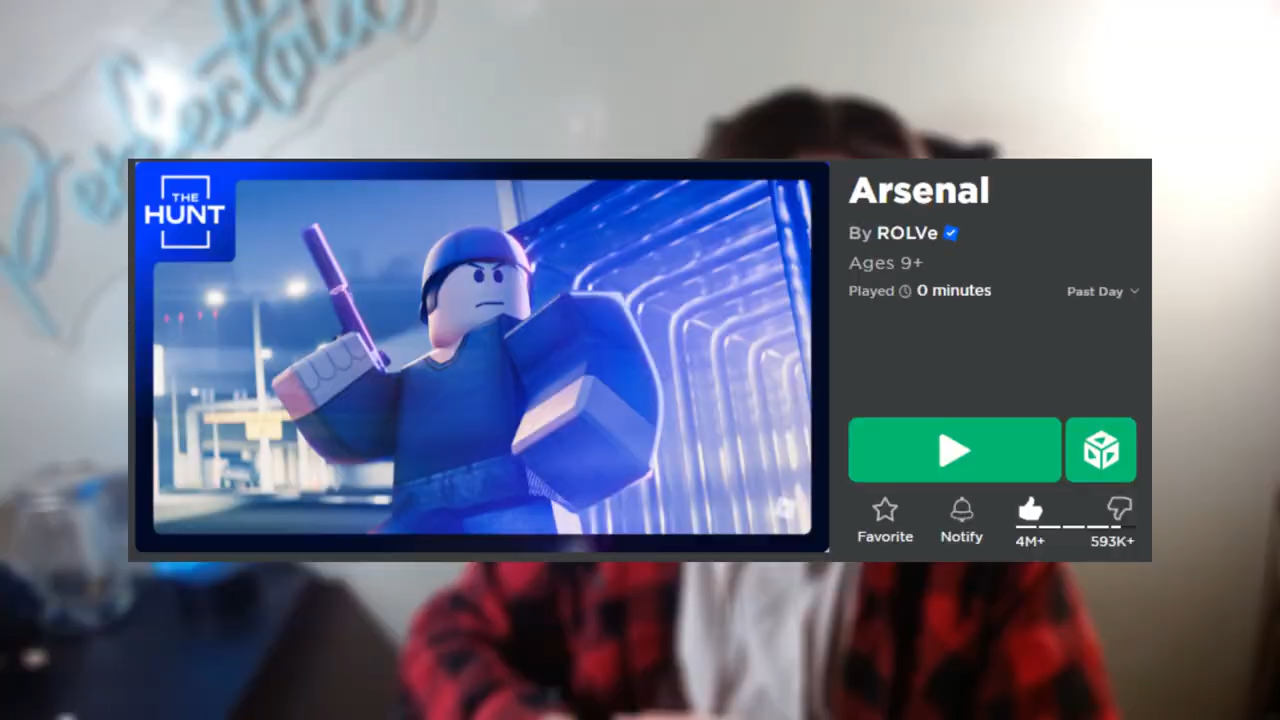 THE
HUNT
Arsenal
By ROLVe
Ages 9+
Played 0 minutes
Past Day
Favorite
Notify
4M+
593K+